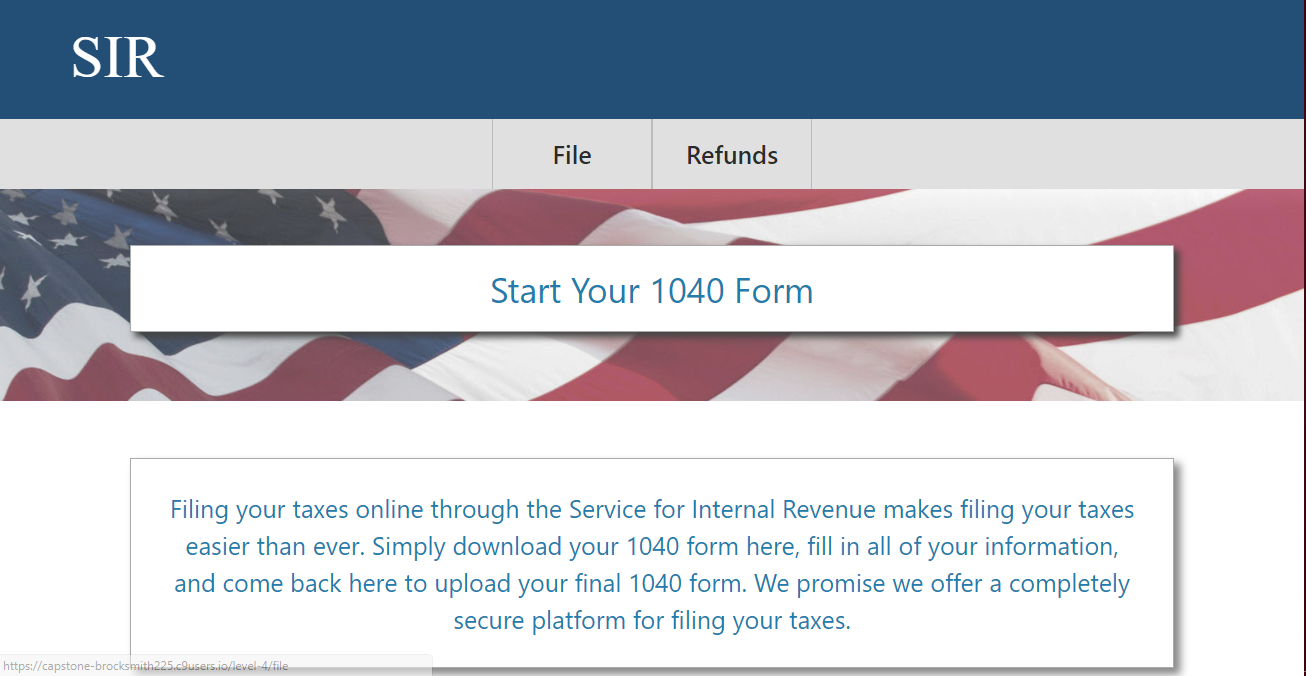 SIR
File
Refunds
Start Your 1040 Form
Filing your taxes online through the Service for Internal Revenue makes filing your taxes
easier than ever. Simply download your 1040 form here, fill in all of your information,
and come back here to upload your final 1040 form. We promise we offer a completely
secure platform for filing your taxes.
https://capstone-brocksmith225.c9users.io/level-4/file